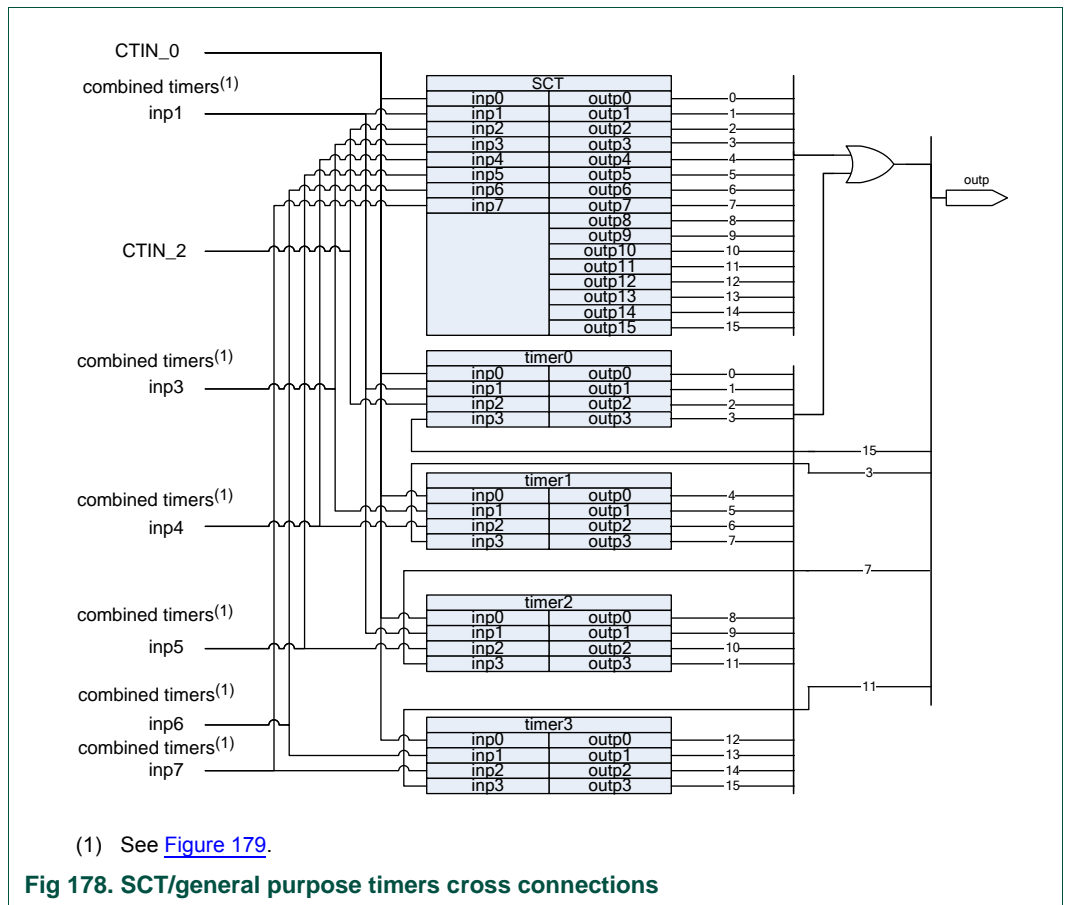 CTIN_0
combined timers(1)
inp1
CTIN_2
combined timers(1)
inp3
combined timers(1)
inp4
combined timers(1)
inp5
combined timers(1)
inp6
combined timers(1)
inp7
SCT
inp0 outp0 0
inp1 outp1 1
inp2 outp2 2
inp3 outp3 3
inp4 outp4 4
inp5 outp5 5
inp6 outp6 6
inp7 outp7 7
outp8 8
outp9 9
outp10 10
outp11 11
outp12 12
outp13 13
outp14 14
outp15 15
outp
timer0
inp0 outp0 0
inp1 outp1 1
inp2 outp2 2
inp3 outp3 3
15
3
timer1
inp0 outp0 4
inp1 outp1 5
inp2 outp2 6
inp3 outp3 7
7
timer2
inp0 outp0 8
inp1 outp1 9
inp2 outp2 10
inp3 outp3 11
11
timer3
inp0 outp0 12
inp1 outp1 13
inp2 outp2 14
inp3 outp3 15
(1) See Figure 179.
Fig 178. SCT/general purpose timers cross connections